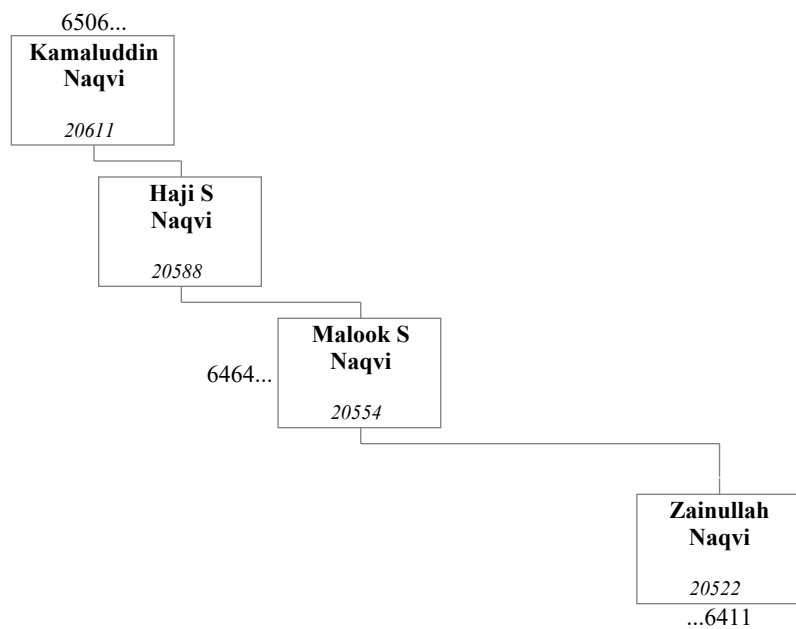 6506...
Kamaluddin
Naqvi
20611
Haji S
Naqvi
20588
Malook S
Naqvi
6464...
20554
Zainullah
Naqvi
20522
...6411